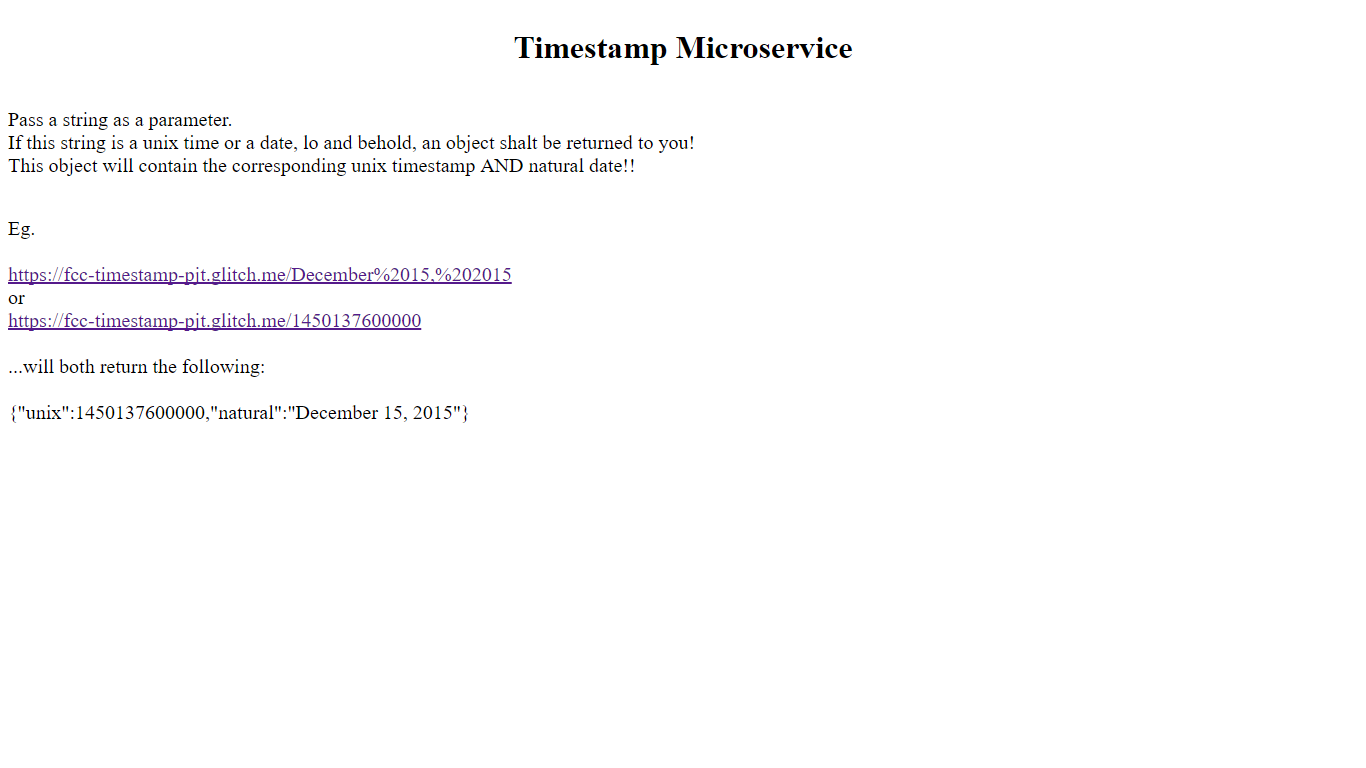 Timestamp Microservice
Pass a string as a parameter.
If this string is a unix time or a date, lo and behold, an object shalt be returned to you!
This object will contain the corresponding unix timestamp AND natural date!!
Eg.
https://fcc-timestamp-pjt.glitch.me/December%2015,%202015
or
https://fcc-timestamp-pjt.glitch.me/1450137600000
...will both return the following:
{"unix":1450137600000,"natural":"December 15, 2015"}